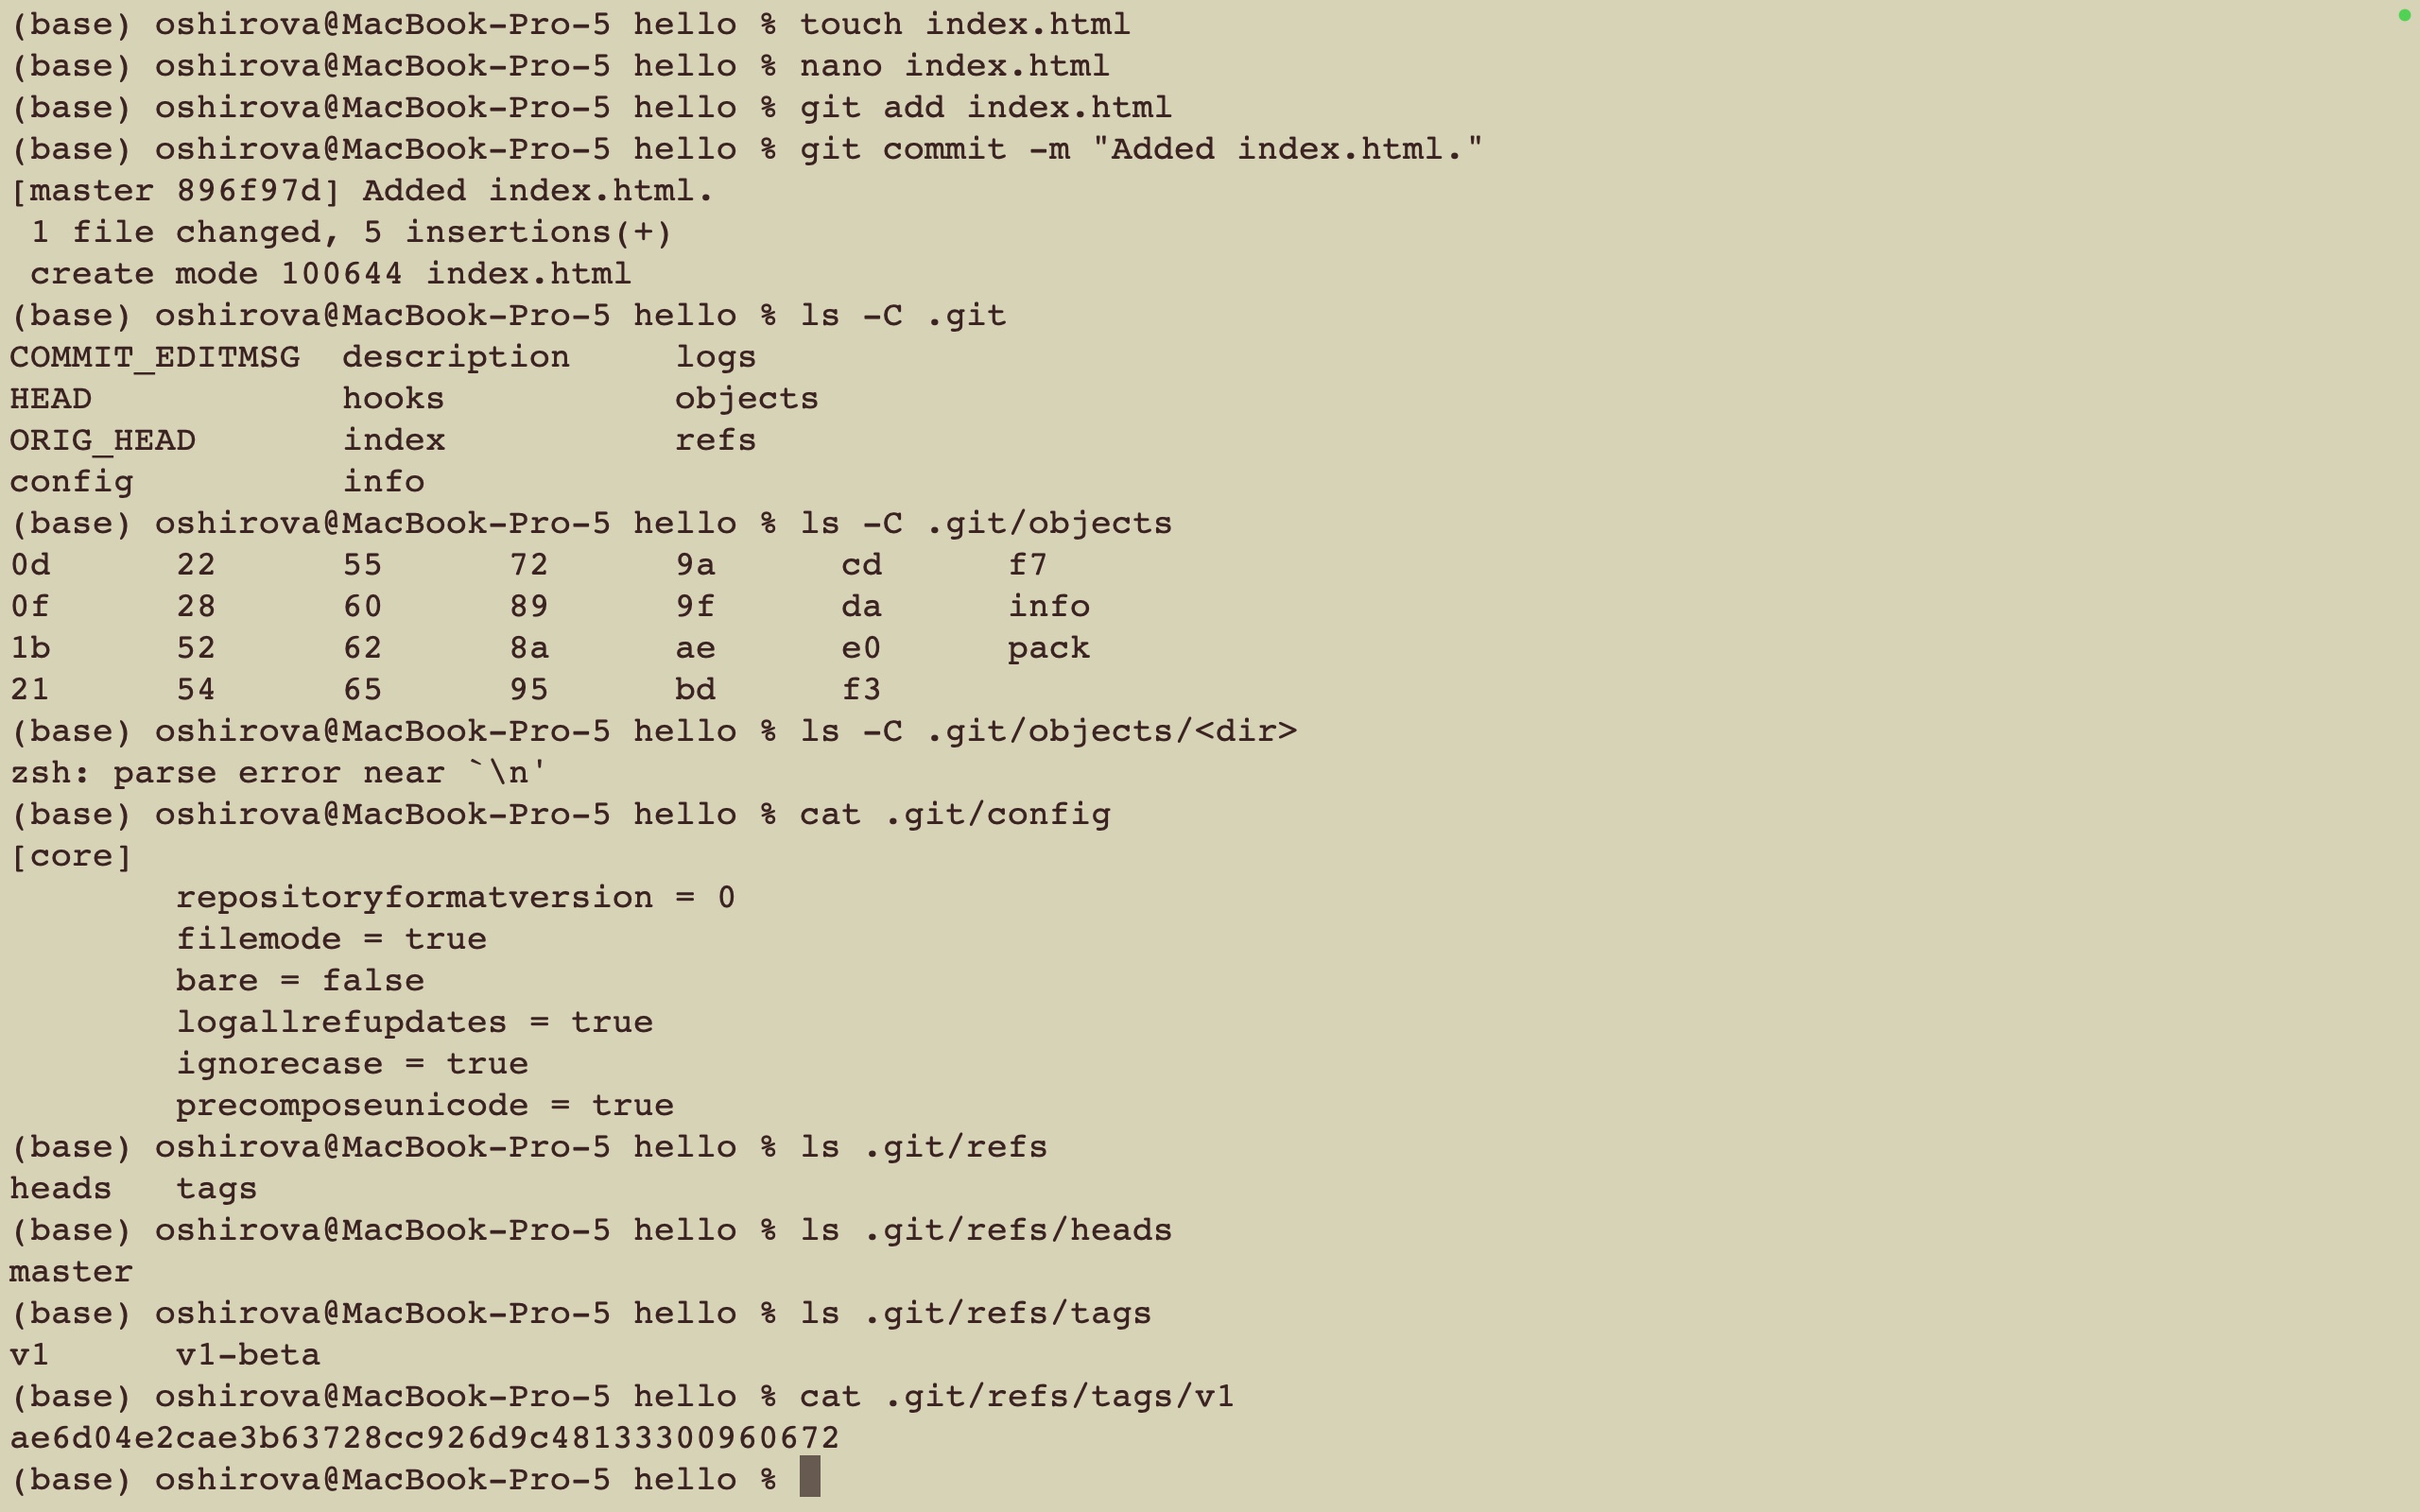 (base) oshirova@MacBook-Pro-5 hello % touch index.html
(base) oshirova@MacBook-Pro-5 hello % nano index.html
(base) oshirova@MacBook-Pro-5 hello % git add index.html
(base) oshirova@MacBook-Pro-5 hello % git commit -m "Added index.html."
[master 896f97d] Added index.html.
 1 file changed, 5 insertions(+)
 create mode 100644 index.html
(base) oshirova@MacBook-Pro-5 hello % ls -C .git
COMMIT_EDITMSG  description     logs
HEAD            hooks           objects
ORIG_HEAD       index           refs
config          info
(base) oshirova@MacBook-Pro-5 hello % ls -C .git/objects
0d      22      55      72      9a      cd      f7
0f      28      60      89      9f      da      info
1b      52      62      8a      ae      e0      pack
21      54      65      95      bd      f3
(base) oshirova@MacBook-Pro-5 hello % ls -C .git/objects/<dir>
zsh: parse error near `\n'
(base) oshirova@MacBook-Pro-5 hello % cat .git/config
[core]
        repositoryformatversion = 0
        filemode = true
        bare = false
        logallrefupdates = true
        ignorecase = true
        precomposeunicode = true
(base) oshirova@MacBook-Pro-5 hello % ls .git/refs
heads   tags
(base) oshirova@MacBook-Pro-5 hello % ls .git/refs/heads
master
(base) oshirova@MacBook-Pro-5 hello % ls .git/refs/tags
v1      v1-beta
(base) oshirova@MacBook-Pro-5 hello % cat .git/refs/tags/v1
ae6d04e2cae3b63728cc926d9c48133300960672
(base) oshirova@MacBook-Pro-5 hello %